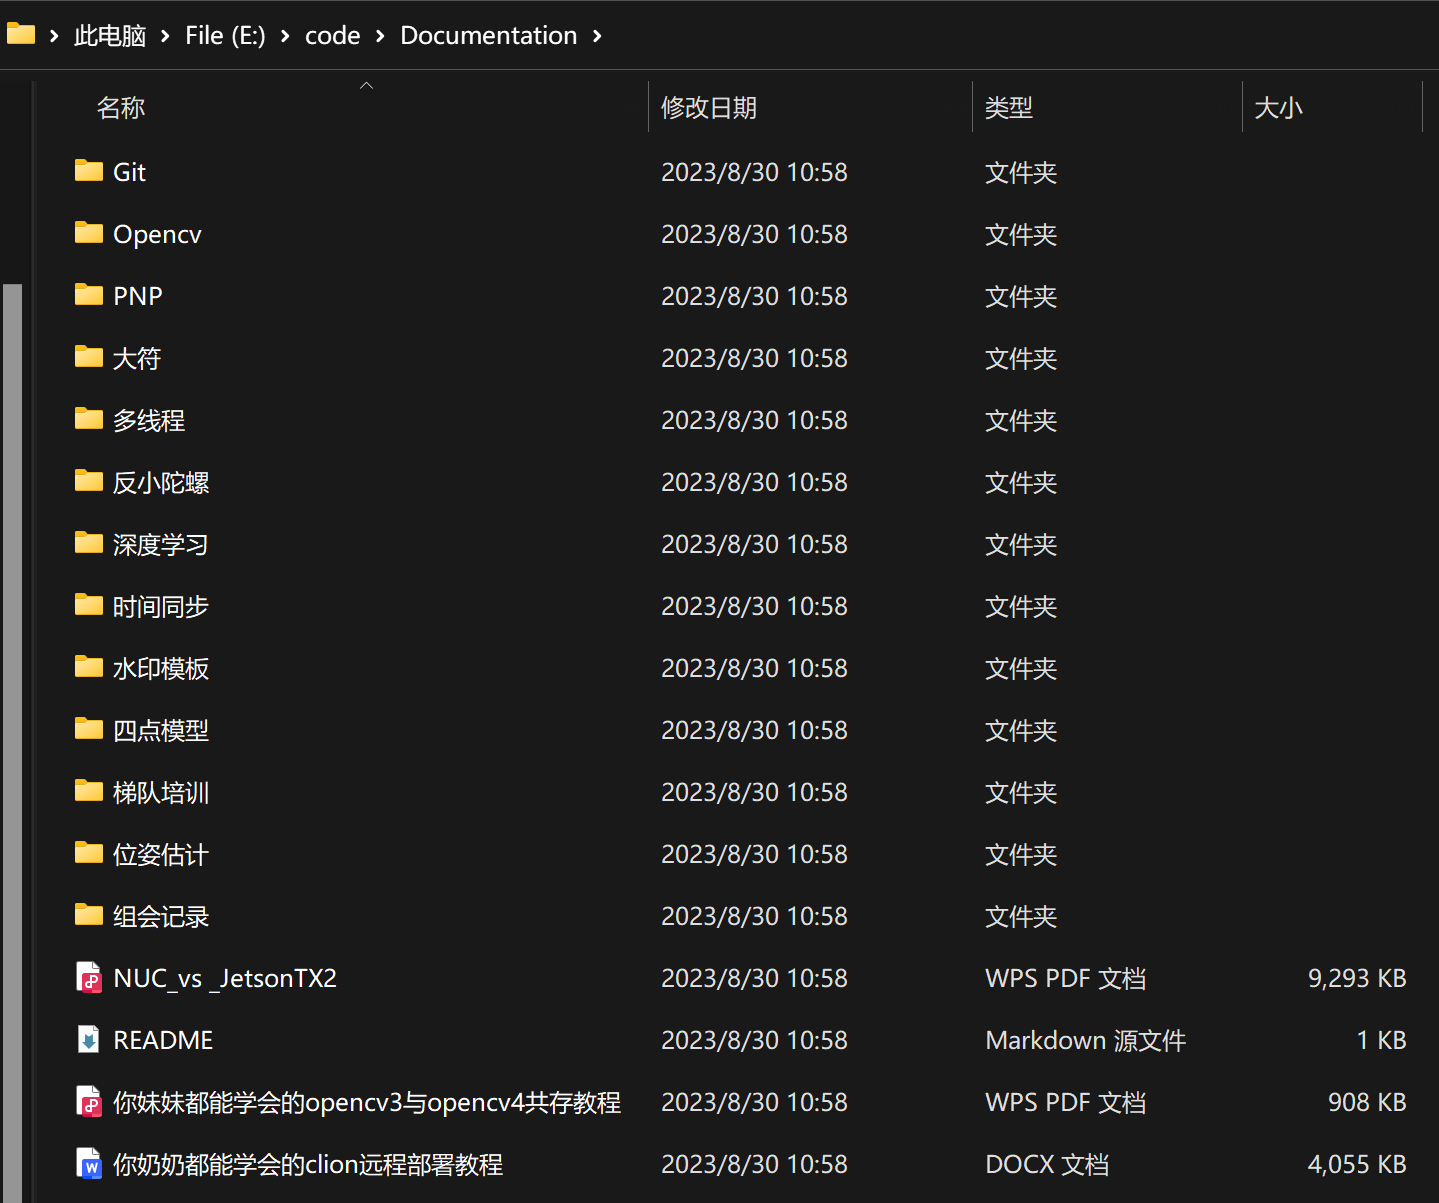 此电脑 File (E:) code Documentation
名称 修改日期 类型 大小
Git 2023/8/30 10:58 文件夹
Opencv 2023/8/30 10:58 文件夹
PNP 2023/8/30 10:58 文件夹
大符 2023/8/30 10:58 文件夹
多线程 2023/8/30 10:58 文件夹
反小陀螺 2023/8/30 10:58 文件夹
深度学习 2023/8/30 10:58 文件夹
时间同步 2023/8/30 10:58 文件夹
水印模板 2023/8/30 10:58 文件夹
四点模型 2023/8/30 10:58 文件夹
梯队培训 2023/8/30 10:58 文件夹
位姿估计 2023/8/30 10:58 文件夹
组会记录 2023/8/30 10:58 文件夹
NUC_vs _JetsonTX2 2023/8/30 10:58 WPS PDF 文档 9,293 KB
README 2023/8/30 10:58 Markdown 源文件 1 KB
你妹妹都能学会的opencv3与opencv4共存教程 2023/8/30 10:58 WPS PDF 文档 908 KB
你奶奶都能学会的clion远程部署教程 2023/8/30 10:58 DOCX 文档 4,055 KB